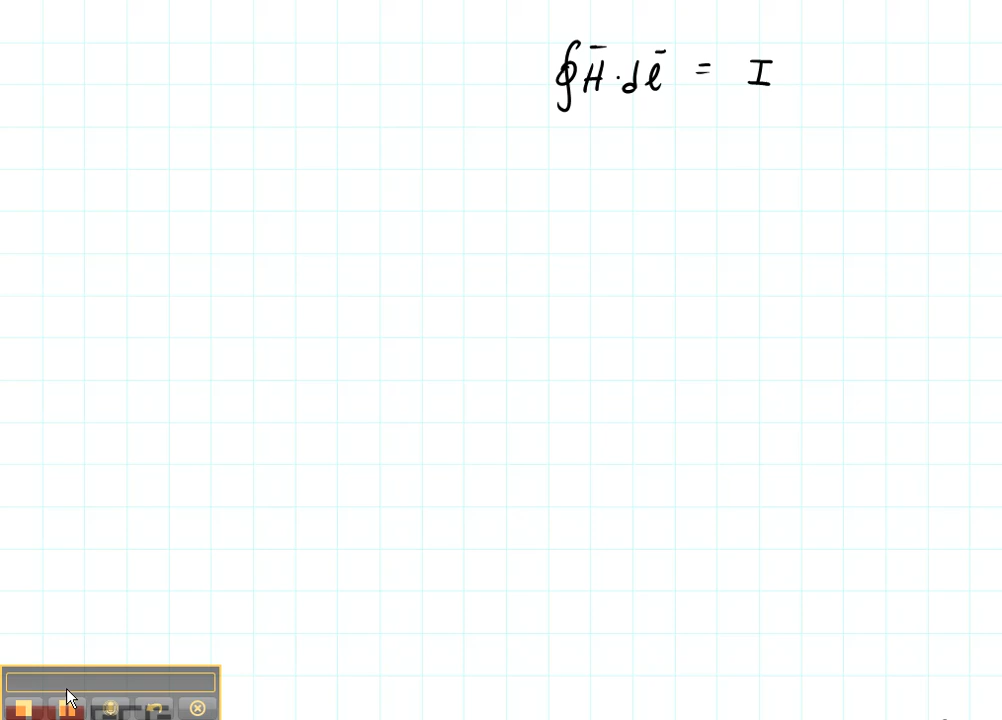 ∮H̄·dℓ̄ = I